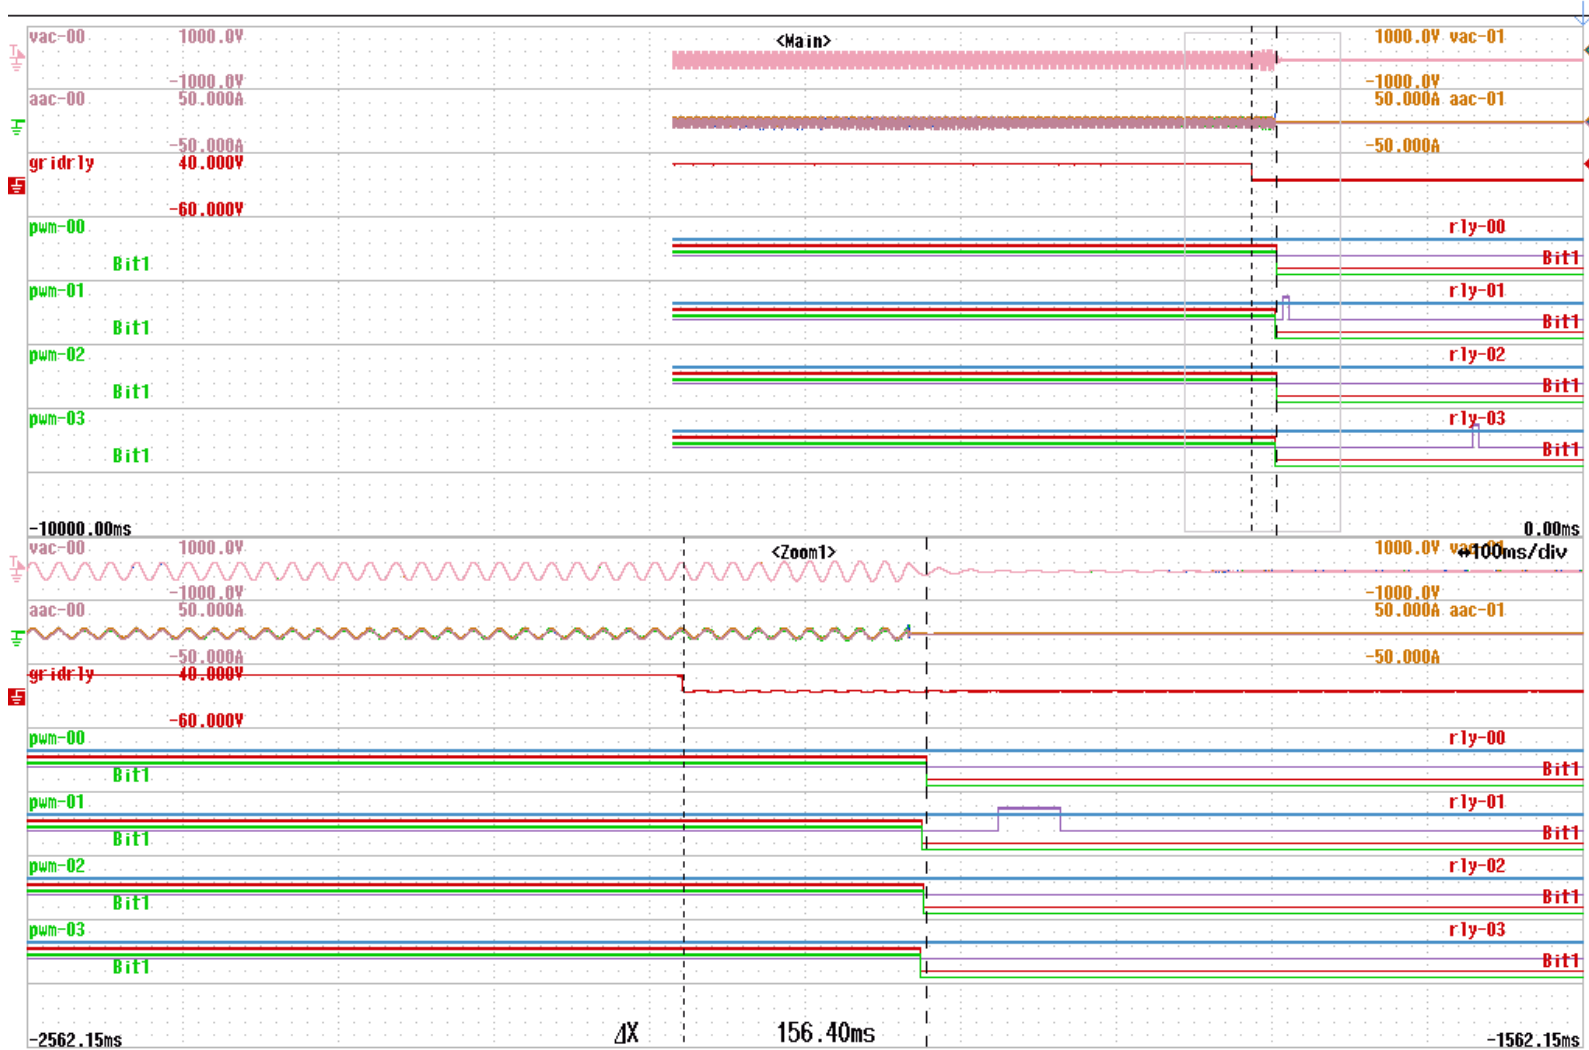 vac-00 1000.0V <Main> 1000.0V vac-01
-1000.0V -1000.0V
aac-00 50.000A 50.000A aac-01
-50.000A -50.000A
gridrly 40.000V
-60.000V
pwm-00 rly-00
Bit1 Bit1
pwm-01 rly-01
Bit1 Bit1
pwm-02 rly-02
Bit1 Bit1
pwm-03 rly-03
Bit1 Bit1
-10000.00ms 0.00ms
vac-00 1000.0V <Zoom1> 1000.0V vac-01 ↔100ms/div
-1000.0V -1000.0V
aac-00 50.000A 50.000A aac-01
-50.000A -50.000A
gridrly 40.000V
-60.000V
pwm-00 rly-00
Bit1 Bit1
pwm-01 rly-01
Bit1 Bit1
pwm-02 rly-02
Bit1 Bit1
pwm-03 rly-03
Bit1 Bit1
-2562.15ms ΔX 156.40ms -1562.15ms